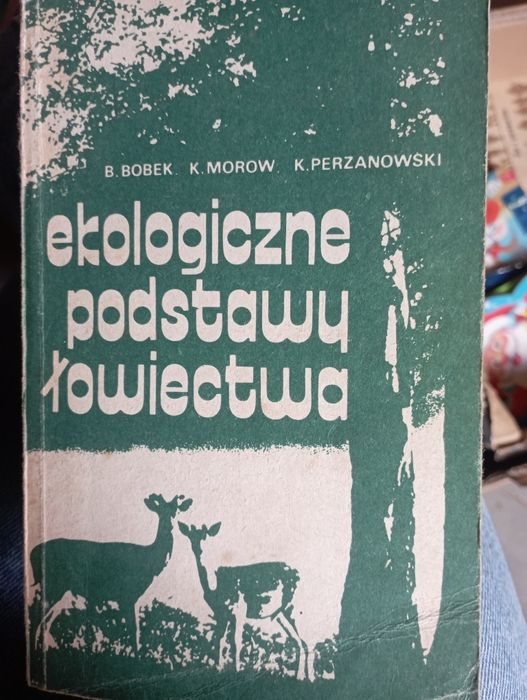 B. BOBEK K. MOROW K. PERZANOWSKI
ekologiczne
podstawy
łowiectwa